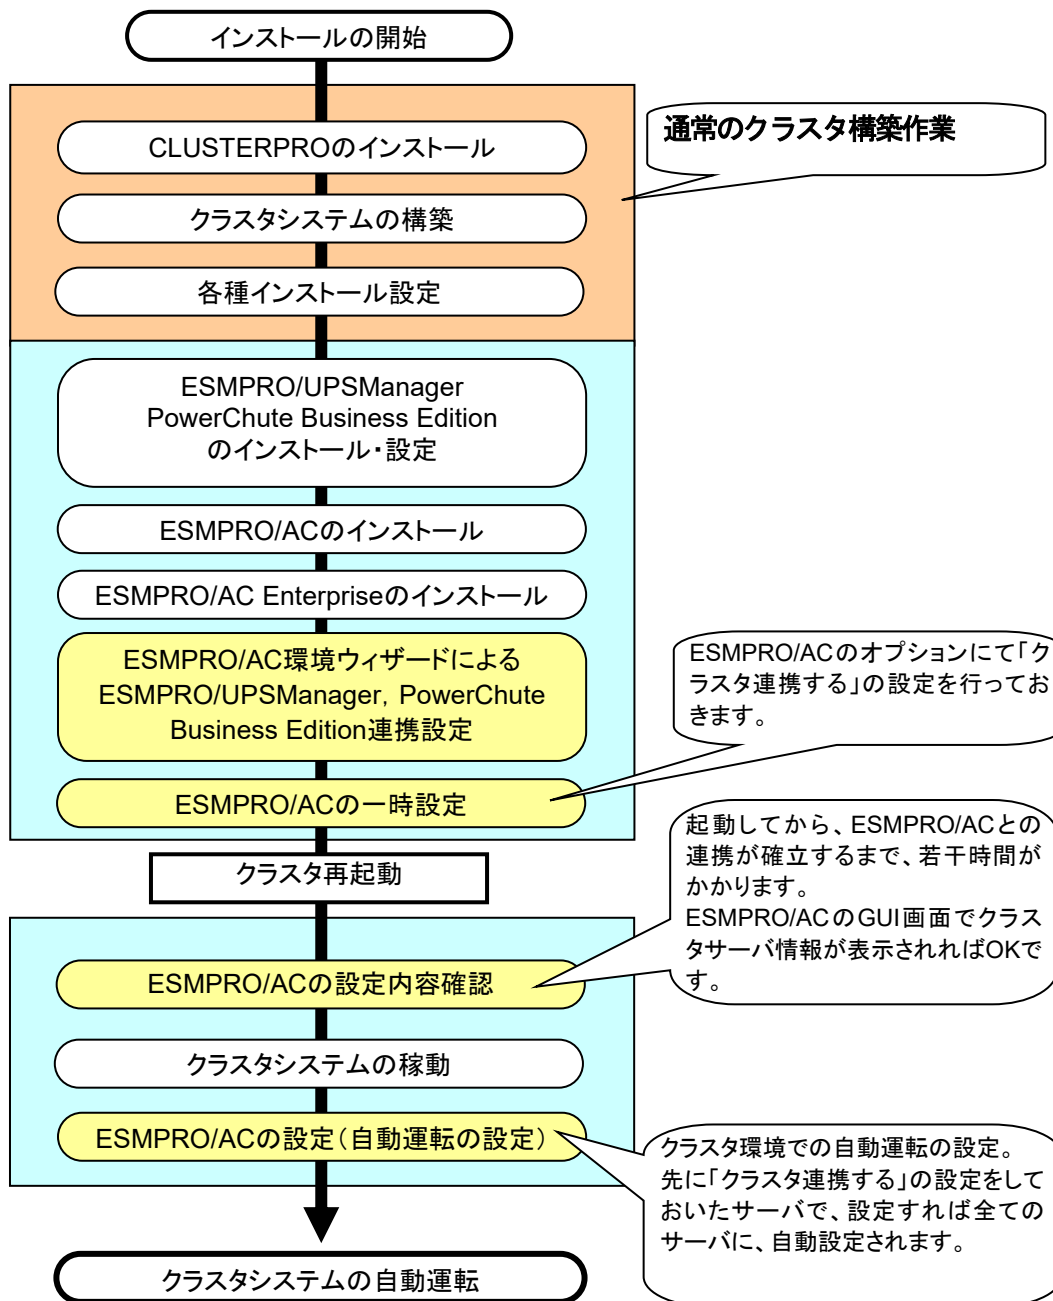 インストールの開始
通常のクラスタ構築作業
CLUSTERPROのインストール
クラスタシステムの構築
各種インストール設定
ESMPRO/UPSManager
PowerChute Business Edition
のインストール・設定
ESMPRO/ACのインストール
ESMPRO/AC Enterpriseのインストール
ESMPRO/AC環境ウィザードによる
ESMPRO/UPSManager, PowerChute
Business Edition連携設定
ESMPRO/ACのオプションにて「ク
ラスタ連携する」の設定を行ってお
きます。
ESMPRO/ACの一時設定
クラスタ再起動
起動してから、ESMPRO/ACとの
連携が確立するまで、若干時間が
かかります。
ESMPRO/ACのGUI画面でクラス
タサーバ情報が表示されればOKで
す。
ESMPRO/ACの設定内容確認
クラスタシステムの稼動
ESMPRO/ACの設定(自動運転の設定)
クラスタ環境での自動運転の設定。
先に「クラスタ連携する」の設定をして
おいたサーバで、設定すれば全ての
サーバに、自動設定されます。
クラスタシステムの自動運転